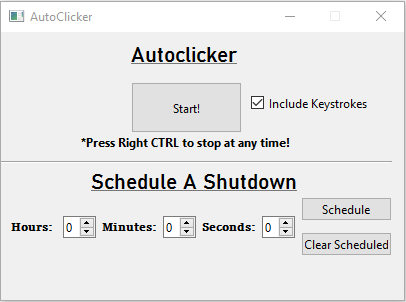 AutoClicker
Autoclicker
Start!
Include Keystrokes
*Press Right CTRL to stop at any time!
Schedule A Shutdown
Schedule
Hours: 0 Minutes: 0 Seconds: 0
Clear Scheduled